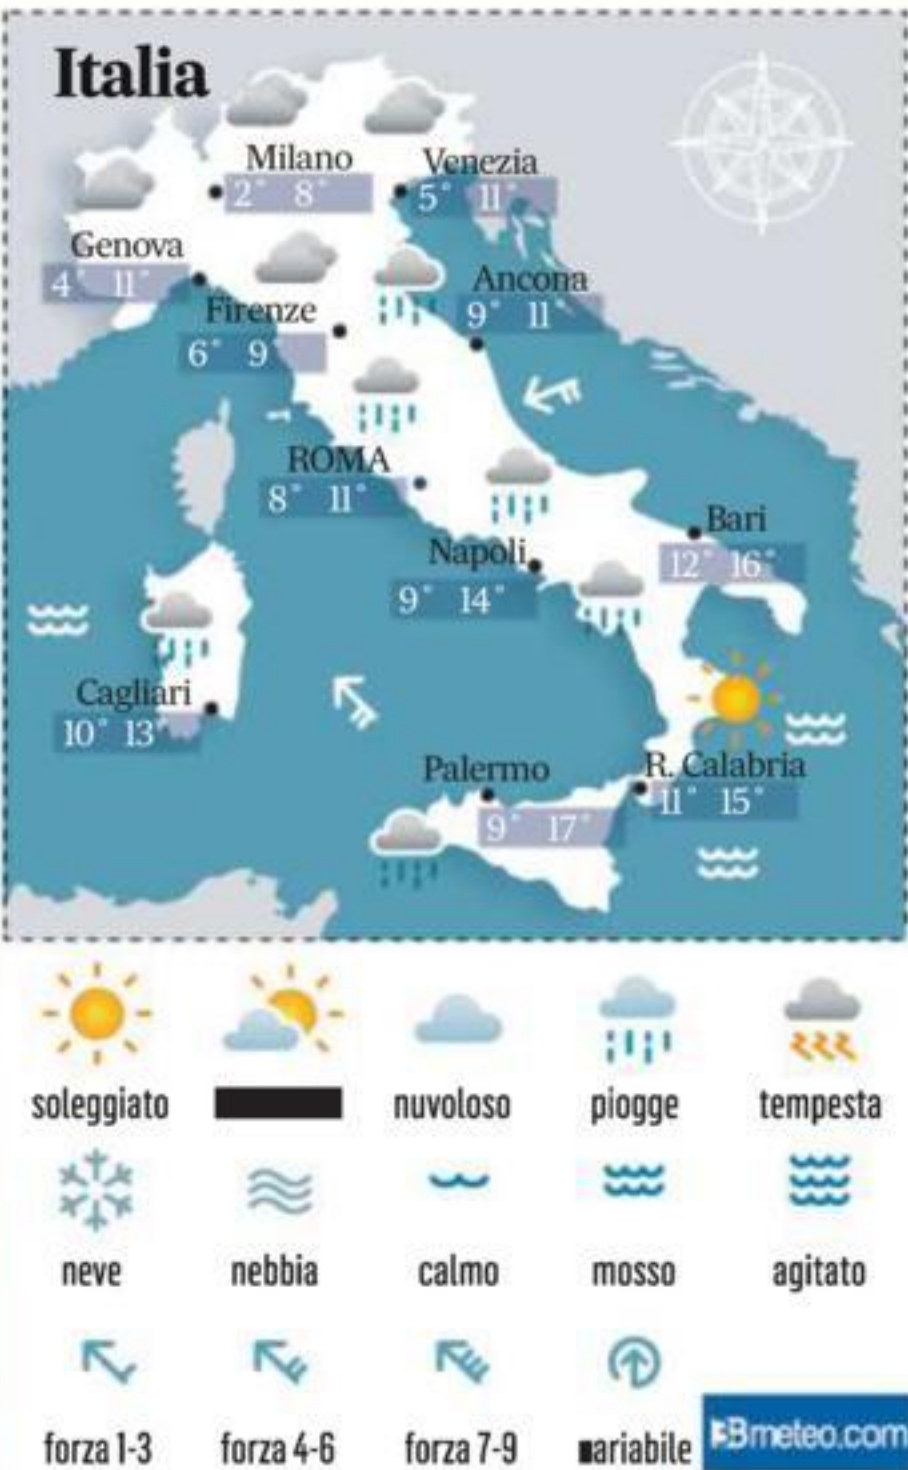 Italia
Milano
2° 8°
Venezia
5° 11°
Genova
4° 11°
Firenze
6° 9°
Ancona
9° 11°
ROMA
8° 11°
Bari
12° 16°
Napoli
9° 14°
Cagliari
10° 13°
Palermo
9° 17°
R. Calabria
11° 15°
soleggiato
nuvoloso
piogge
tempesta
neve
nebbia
calmo
mosso
agitato
forza 1-3
forza 4-6
forza 7-9
ariabile
3Bmeteo.com